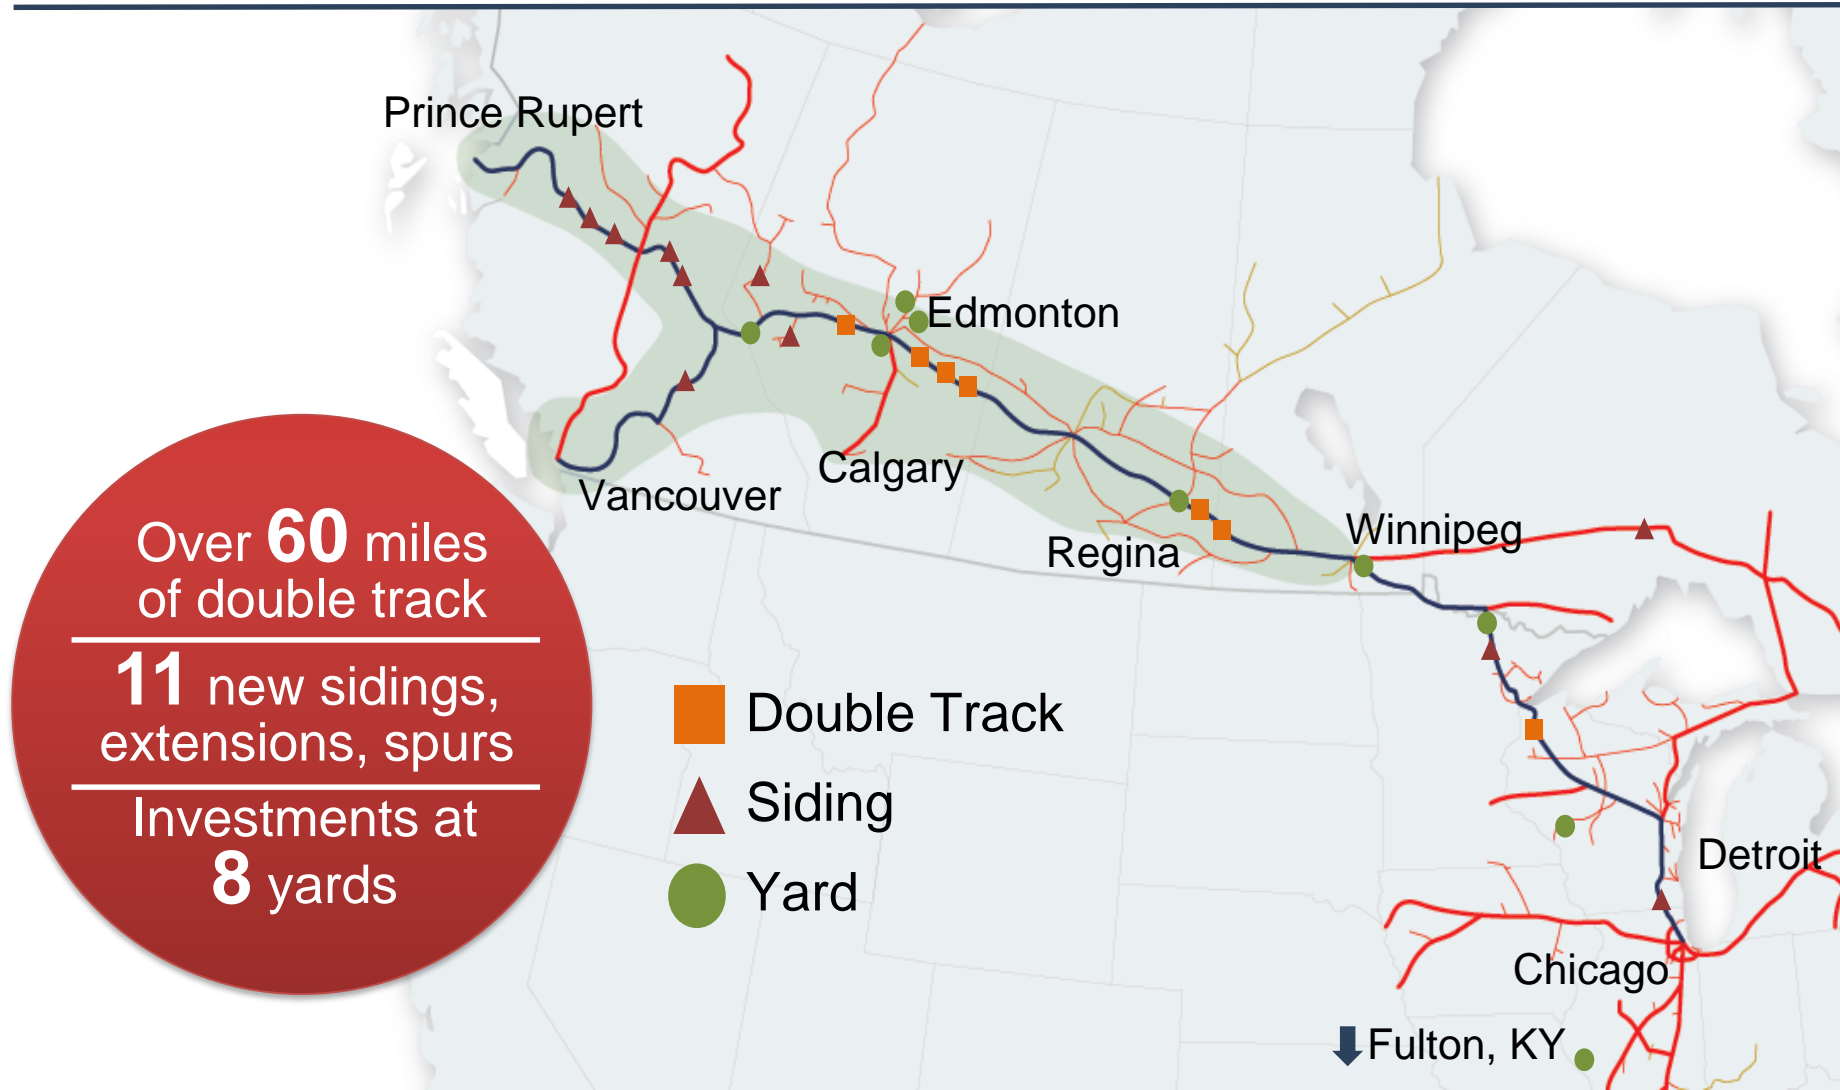 Prince Rupert
Edmonton
Calgary
Vancouver
Regina
Winnipeg
Over 60 miles
of double track
11 new sidings,
extensions, spurs
Investments at
8 yards
Double Track
Siding
Yard
Detroit
Chicago
Fulton, KY